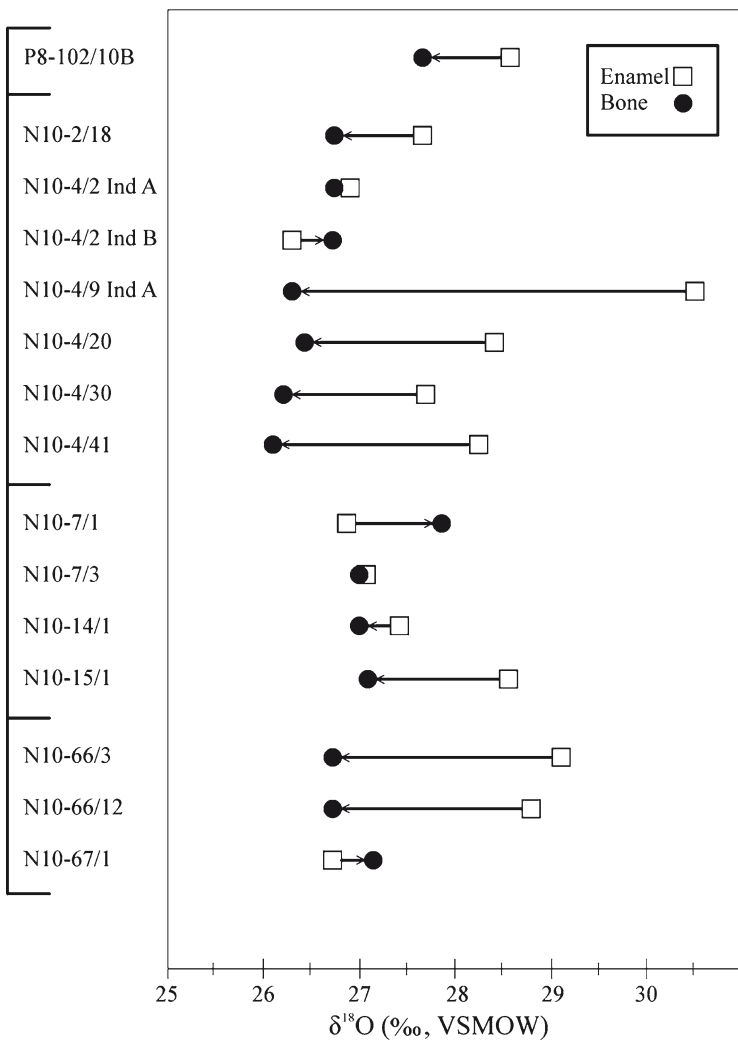 P8-102/10B
Enamel
Bone
N10-2/18
N10-4/2 Ind A
N10-4/2 Ind B
N10-4/9 Ind A
N10-4/20
N10-4/30
N10-4/41
N10-7/1
N10-7/3
N10-14/1
N10-15/1
N10-66/3
N10-66/12
N10-67/1
25 26 27 28 29 30
δ¹⁸O (‰, VSMOW)